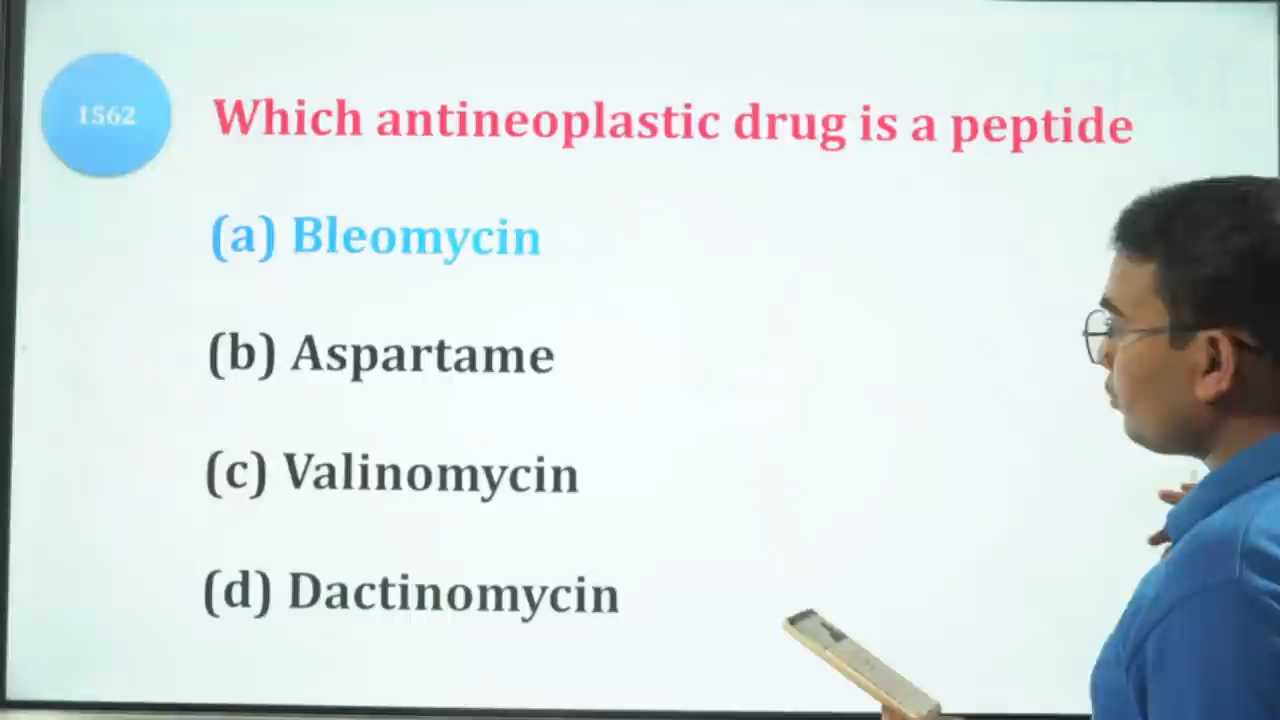 1562
Which antineoplastic drug is a peptide
(a) Bleomycin
(b) Aspartame
(c) Valinomycin
(d) Dactinomycin